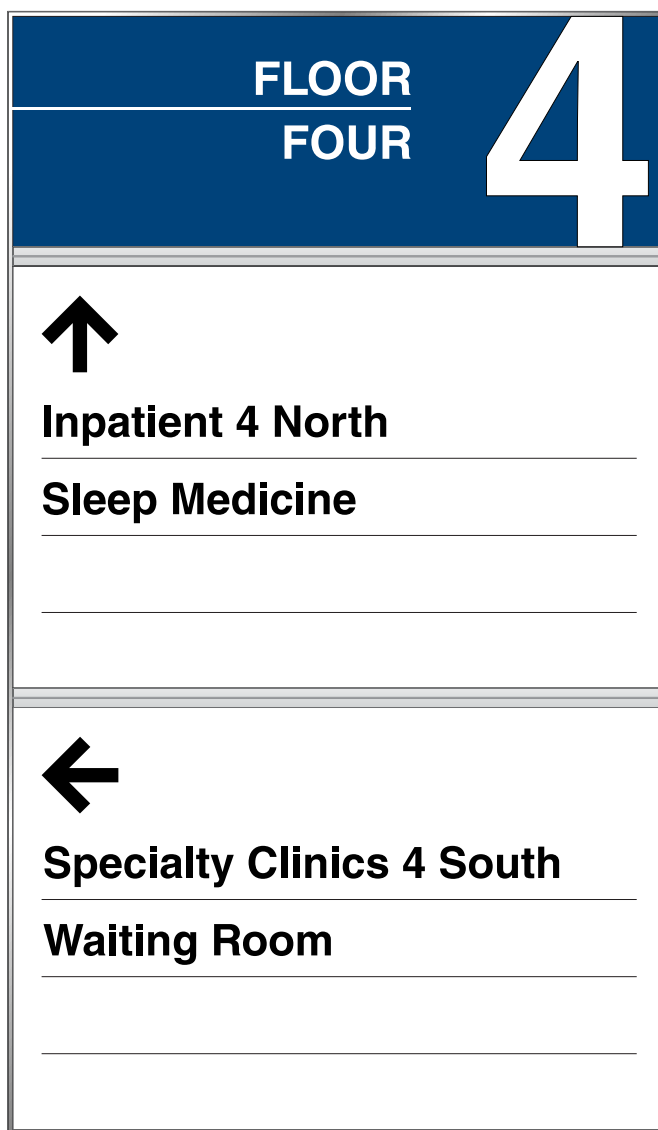 FLOOR
FOUR
4
Inpatient 4 North
Sleep Medicine
Specialty Clinics 4 South
Waiting Room